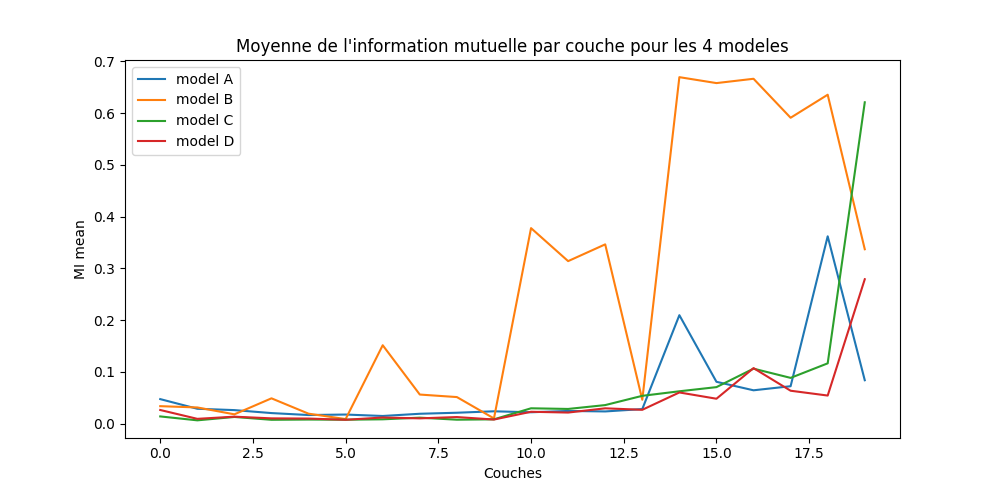 Moyenne de l'information mutuelle par couche pour les 4 modeles
model A
model B
model C
model D
MI mean
0.7
0.6
0.5
0.4
0.3
0.2
0.1
0.0
0.0 2.5 5.0 7.5 10.0 12.5 15.0 17.5
Couches